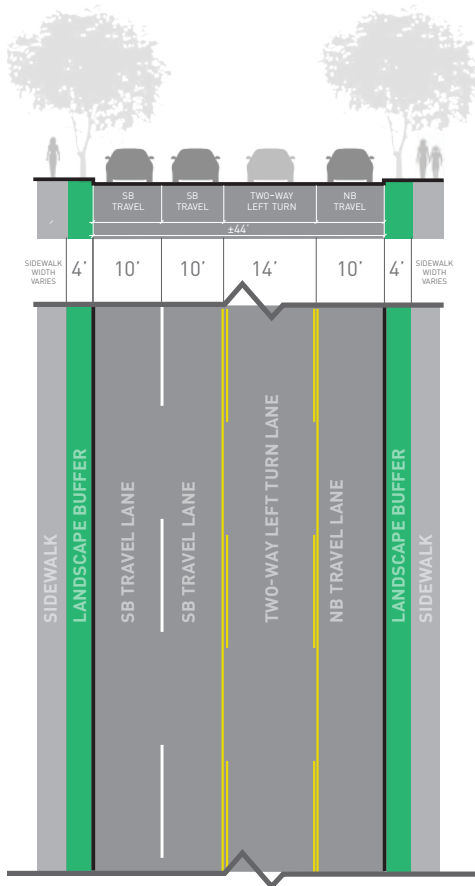 SB
TRAVEL
SB
TRAVEL
TWO-WAY
LEFT TURN
NB
TRAVEL
±44'
SIDEWALK
WIDTH
VARIES
4'
10'
10'
14'
10'
4'
SIDEWALK
WIDTH
VARIES
SIDEWALK
LANDSCAPE BUFFER
SB TRAVEL LANE
SB TRAVEL LANE
TWO-WAY LEFT TURN LANE
NB TRAVEL LANE
LANDSCAPE BUFFER
SIDEWALK